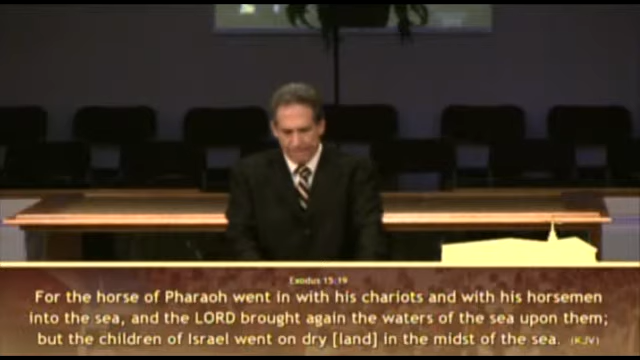 Exodus 15:19
For the horse of Pharaoh went in with his chariots and with his horsemen
into the sea, and the LORD brought again the waters of the sea upon them;
but the children of Israel went on dry [land] in the midst of the sea. (KJV)